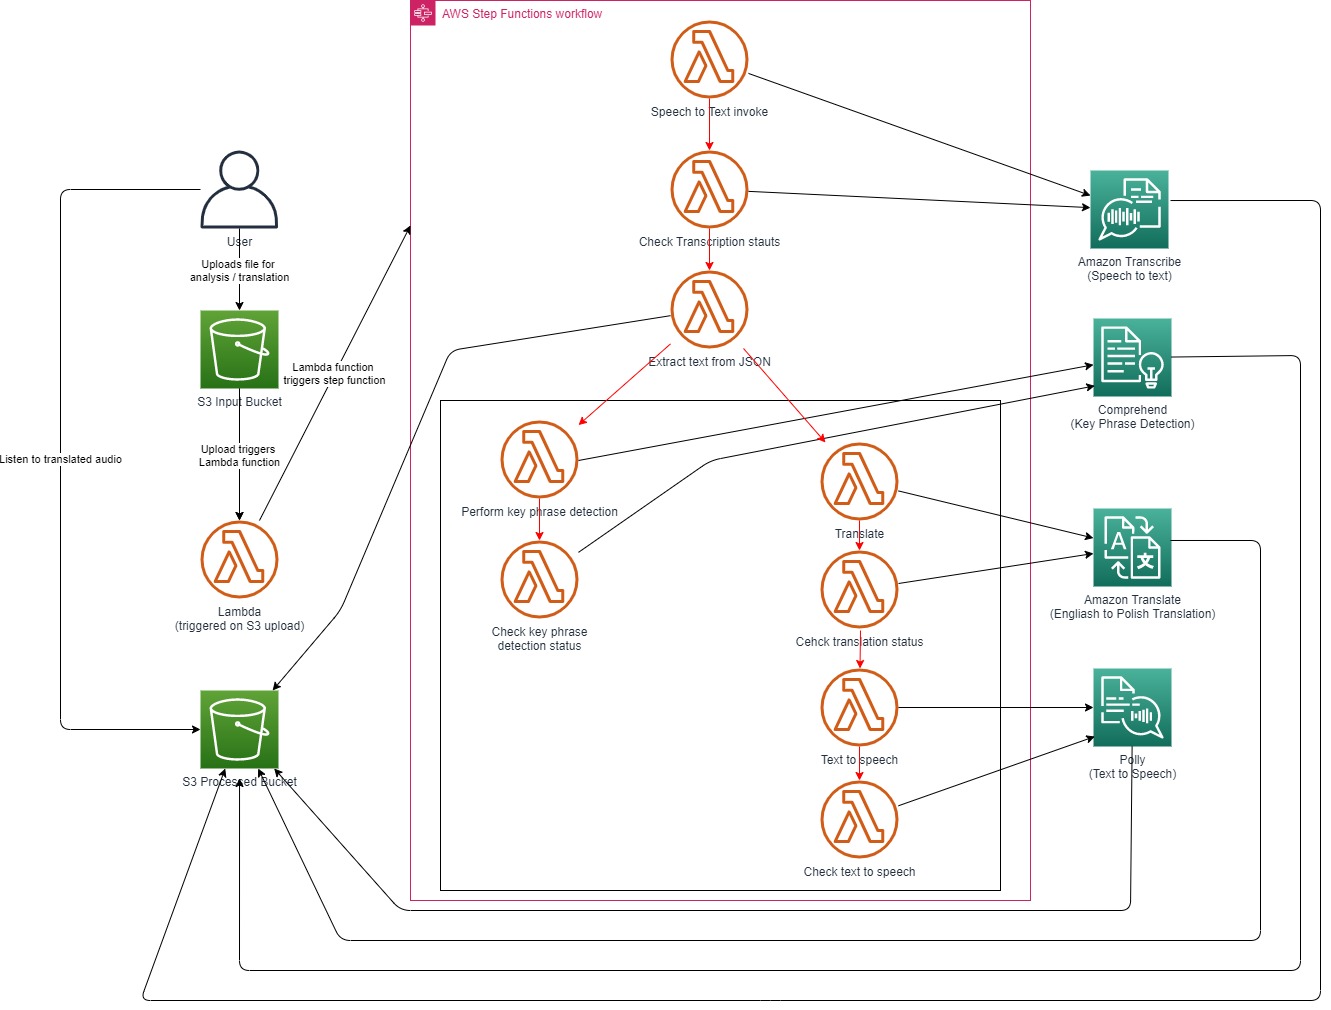 AWS Step Functions workflow
Speech to Text invoke
Check Transcription stauts
Extract text from JSON
User
Uploads file for
analysis / translation
S3 Input Bucket
Lambda function
triggers step function
Upload triggers
Lambda function
Listen to translated audio
Lambda
(triggered on S3 upload)
S3 Processed Bucket
Perform key phrase detection
Check key phrase
detection status
Translate
Cehck translation status
Text to speech
Check text to speech
Amazon Transcribe
(Speech to text)
Comprehend
(Key Phrase Detection)
A
文
Amazon Translate
(Engliash to Polish Translation)
Polly
(Text to Speech)